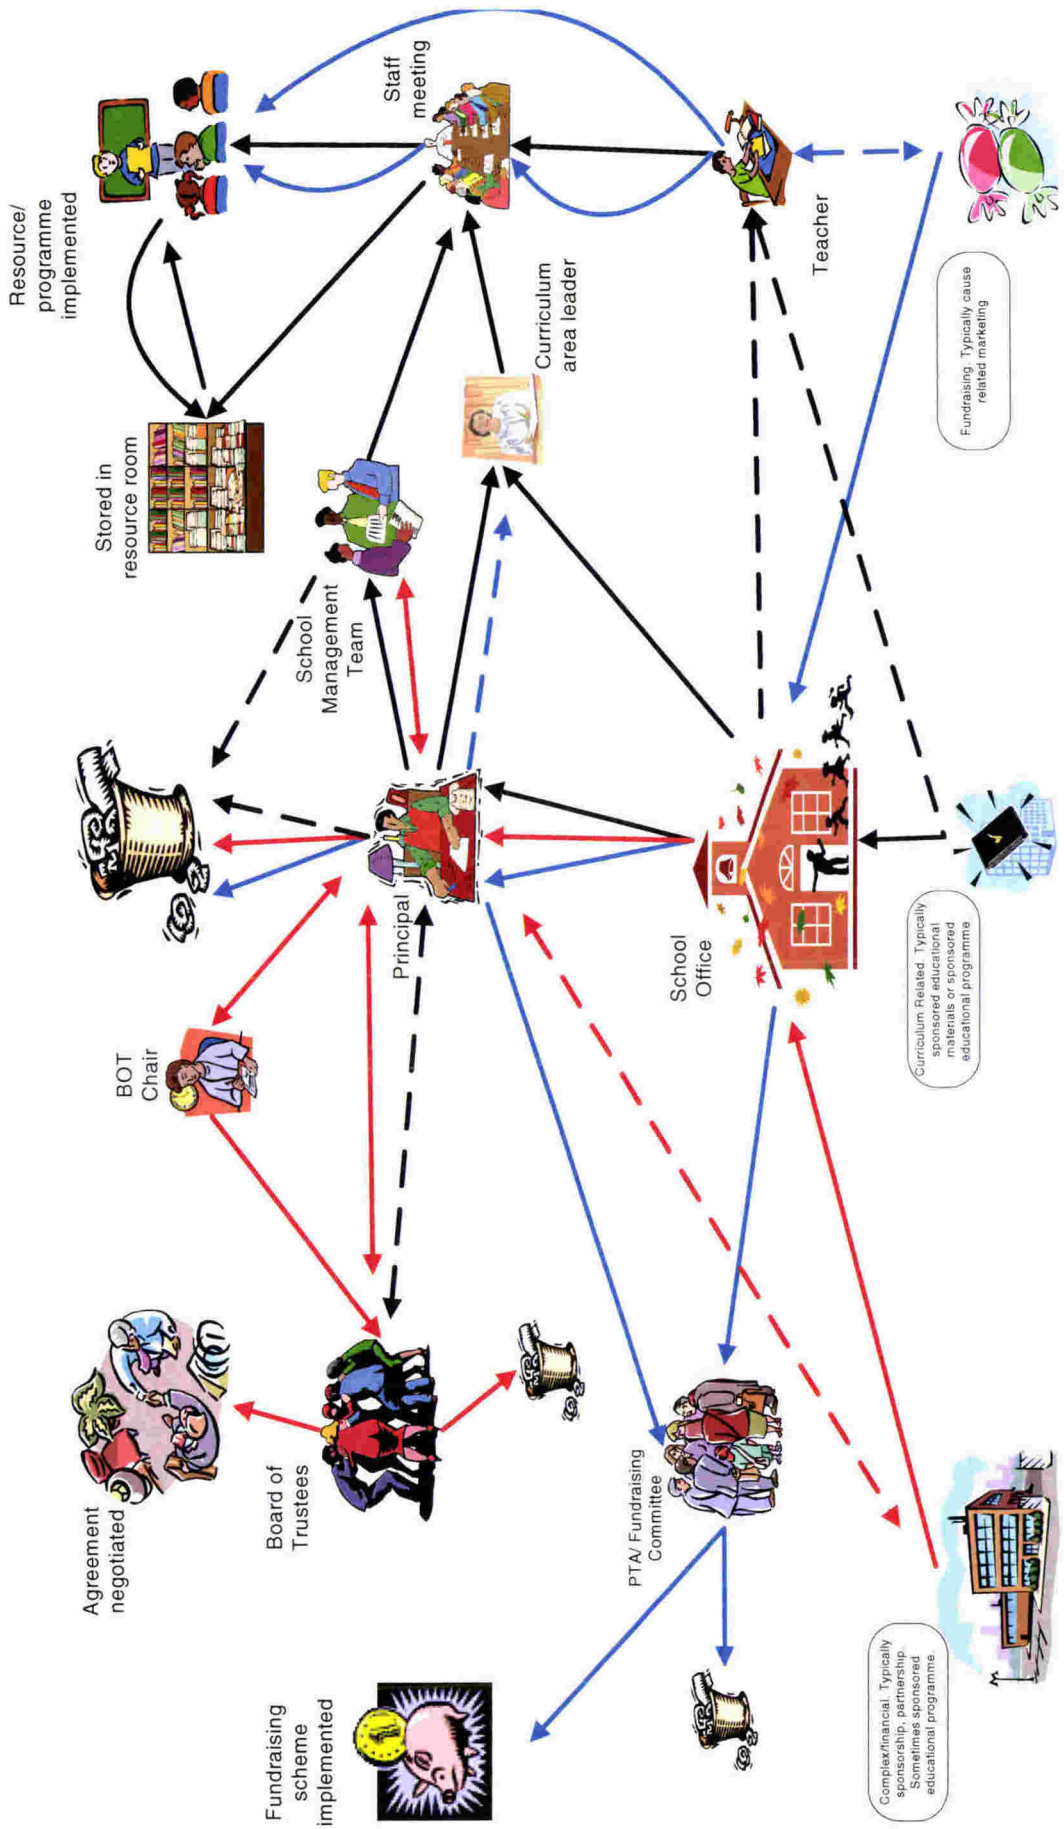 Resource/
programme
implemented
Agreement
negotiated
Stored in
resource room
BOT
Chair
Fundraising
scheme
implemented
Board of
Trustees
School
Management
Team
Staff
meeting
Principal
Curriculum
area leader
PTA/ Fundraising
Committee
School
Office
Teacher
Complex/financial. Typically
sponsorship, partnership.
Sometimes sponsored
educational programme.
Curriculum Related. Typically
sponsored educational
materials or sponsored
educational programme
Fundraising. Typically cause
related marketing